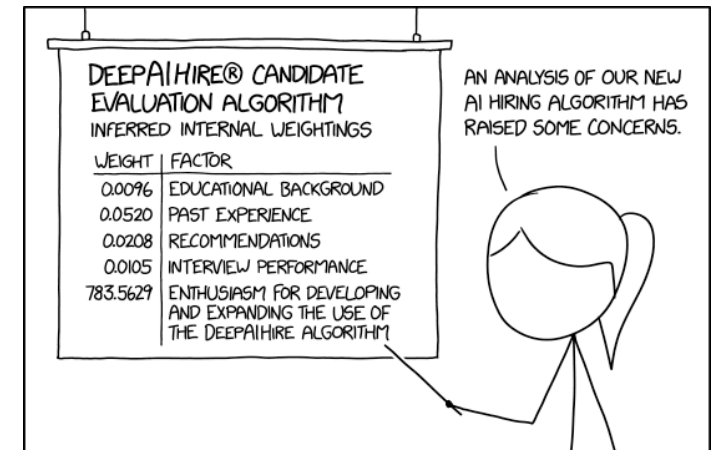 DEEPAIHIRE® CANDIDATE
EVALUATION ALGORITHM
INFERRED INTERNAL WEIGHTINGS
WEIGHT FACTOR
0.0096 EDUCATIONAL BACKGROUND
0.0520 PAST EXPERIENCE
0.0208 RECOMMENDATIONS
0.0105 INTERVIEW PERFORMANCE
783.5629 ENTHUSIASM FOR DEVELOPING
AND EXPANDING THE USE OF
THE DEEPAIHIRE ALGORITHM
AN ANALYSIS OF OUR NEW
AI HIRING ALGORITHM HAS
RAISED SOME CONCERNS.